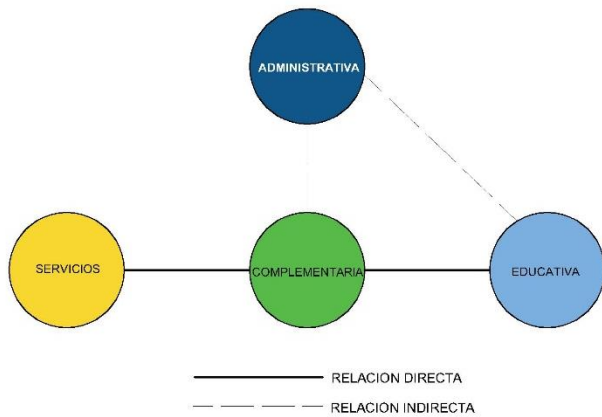 ADMINISTRATIVA
SERVICIOS
COMPLEMENTARIA
EDUCATIVA
RELACION DIRECTA
RELACION INDIRECTA